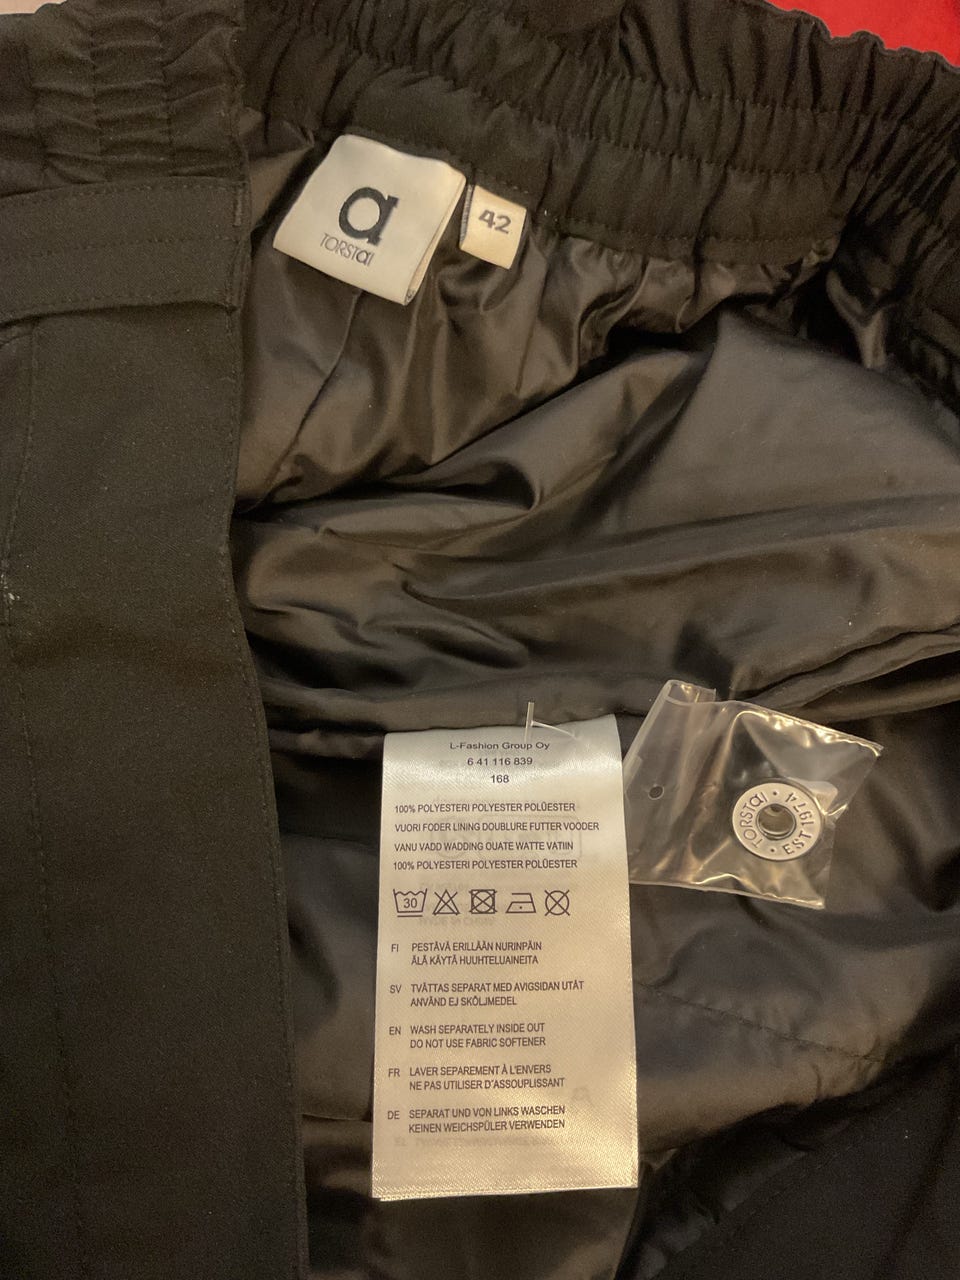 a
TORSTaI
42
L-Fashion Group Oy
6 41 116 839
168
100% POLYESTERI POLYESTER POLÜESTER
VUORI FODER LINING DOUBLURE FUTTER VOODER
VANU VADD WADDING OUATE WATTE VATIIN
100% POLYESTERI POLYESTER POLÜESTER
30
FI PESTÄVÄ ERILLÄÄN NURINPÄIN
ÄLÄ KÄYTÄ HUUHTELUAINEITA
SV TVÄTTAS SEPARAT MED AVIGSIDAN UTÅT
ANVÄND EJ SKÖLJMEDEL
EN WASH SEPARATELY INSIDE OUT
DO NOT USE FABRIC SOFTENER
FR LAVER SEPAREMENT À L'ENVERS
NE PAS UTILISER D'ASSOUPLISSANT
DE SEPARAT UND VON LINKS WASCHEN
KEINEN WEICHSPÜLER VERWENDEN
TORSTaI • EST 1974 •